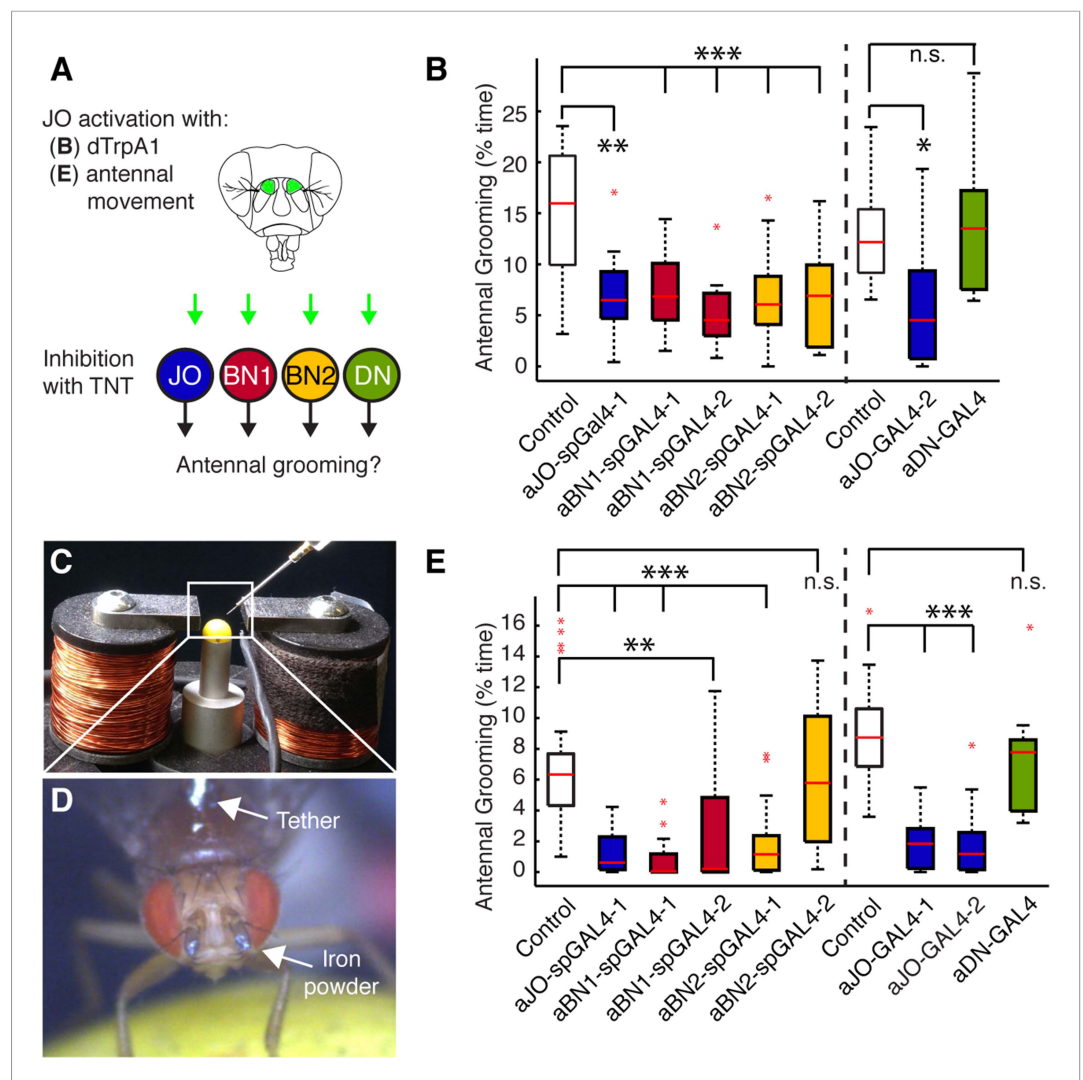 A
JO activation with:
(B) dTrpA1
(E) antennal
movement
Inhibition
with TNT
JO
BN1
BN2
DN
Antennal grooming?
B
Antennal Grooming (% time)
25
20
15
10
5
0
***
**
n.s.
*
Control
aJO-spGal4-1
aBN1-spGAL4-1
aBN1-spGAL4-2
aBN2-spGAL4-1
aBN2-spGAL4-2
Control
aJO-GAL4-2
aDN-GAL4
C
D
Tether
Iron
powder
E
Antennal Grooming (% time)
16
14
12
10
8
6
4
2
0
n.s.
***
**
n.s.
***
Control
aJO-spGAL4-1
aBN1-spGAL4-1
aBN1-spGAL4-2
aBN2-spGAL4-1
aBN2-spGAL4-2
Control
aJO-GAL4-1
aJO-GAL4-2
aDN-GAL4